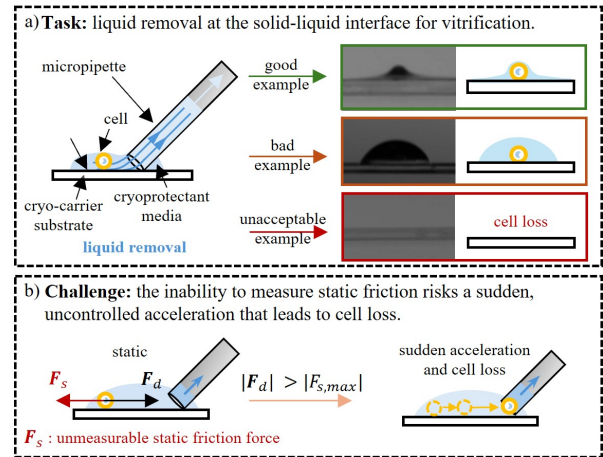 a) Task: liquid removal at the solid-liquid interface for vitrification.
micropipette
cell
cryo-carrier
substrate
cryoprotectant
media
liquid removal
good
example
bad
example
unacceptable
example
cell loss
b) Challenge: the inability to measure static friction risks a sudden,
uncontrolled acceleration that leads to cell loss.
static
F_s
F_d
|F_d| > |F_{s,max}|
sudden acceleration
and cell loss
F_s : unmeasurable static friction force